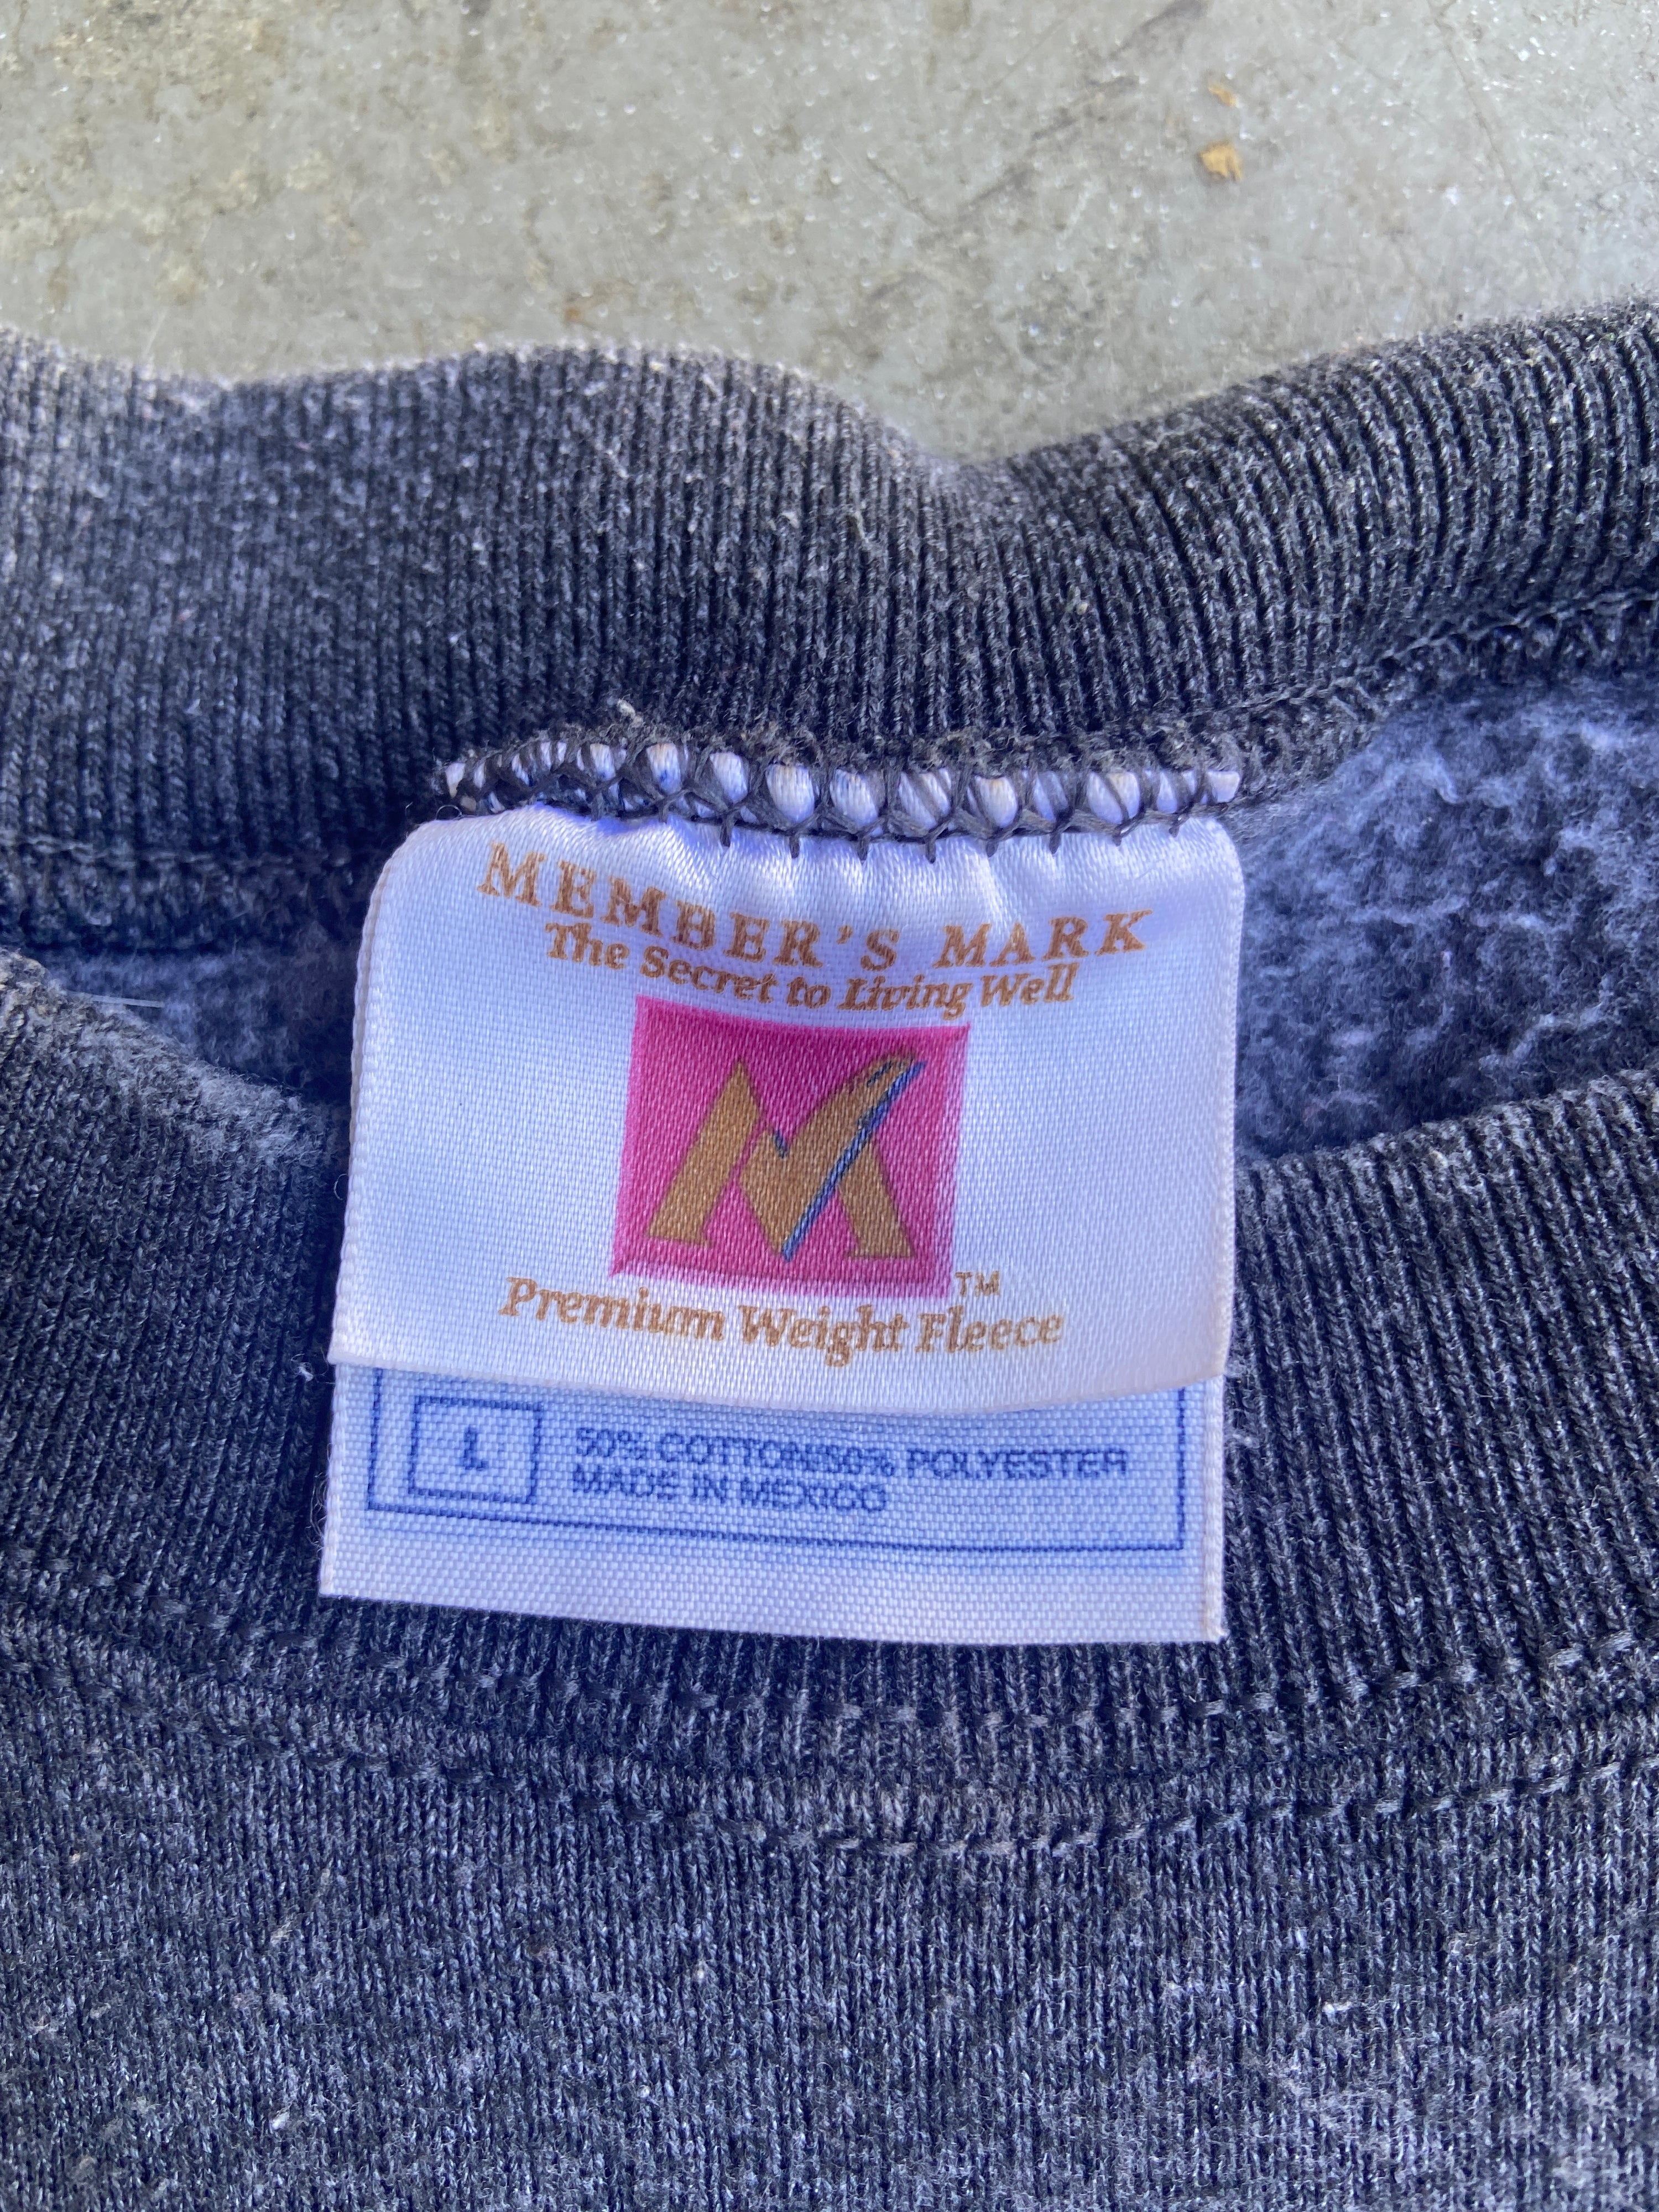 MEMBER'S MARK
The Secret to Living Well
M
TM
Premium Weight Fleece
L
50% COTTON/50% POLYESTER
MADE IN MEXICO